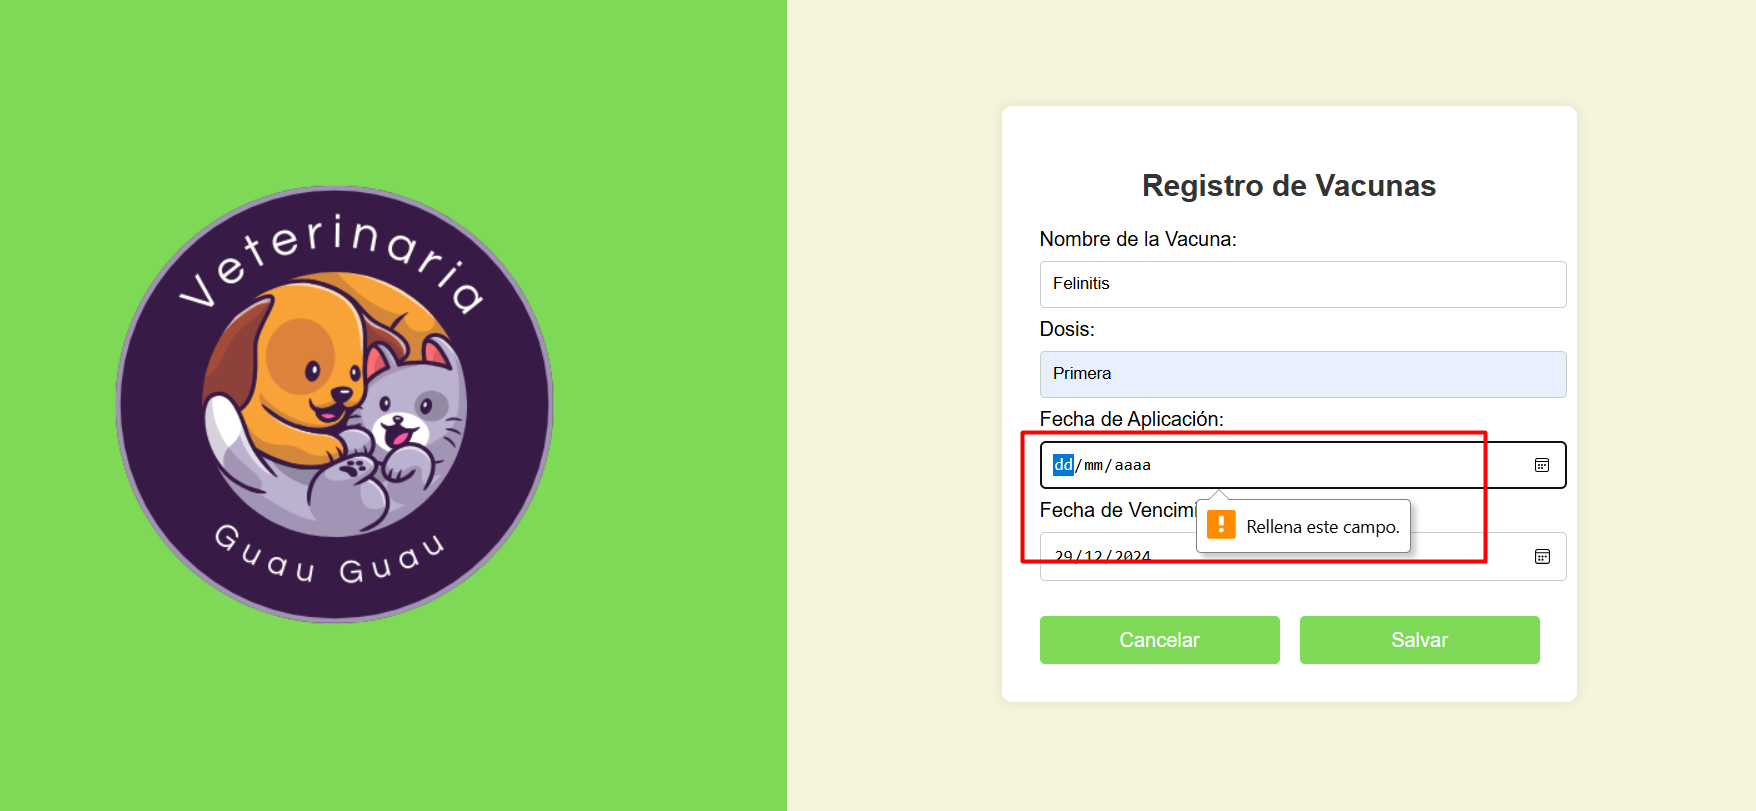 Veterinaria
Guau Guau
Registro de Vacunas
Nombre de la Vacuna:
Felinitis
Dosis:
Primera
Fecha de Aplicación:
dd/mm/aaaa
Fecha de Vencimi
Rellena este campo.
29/12/2024
Cancelar
Salvar